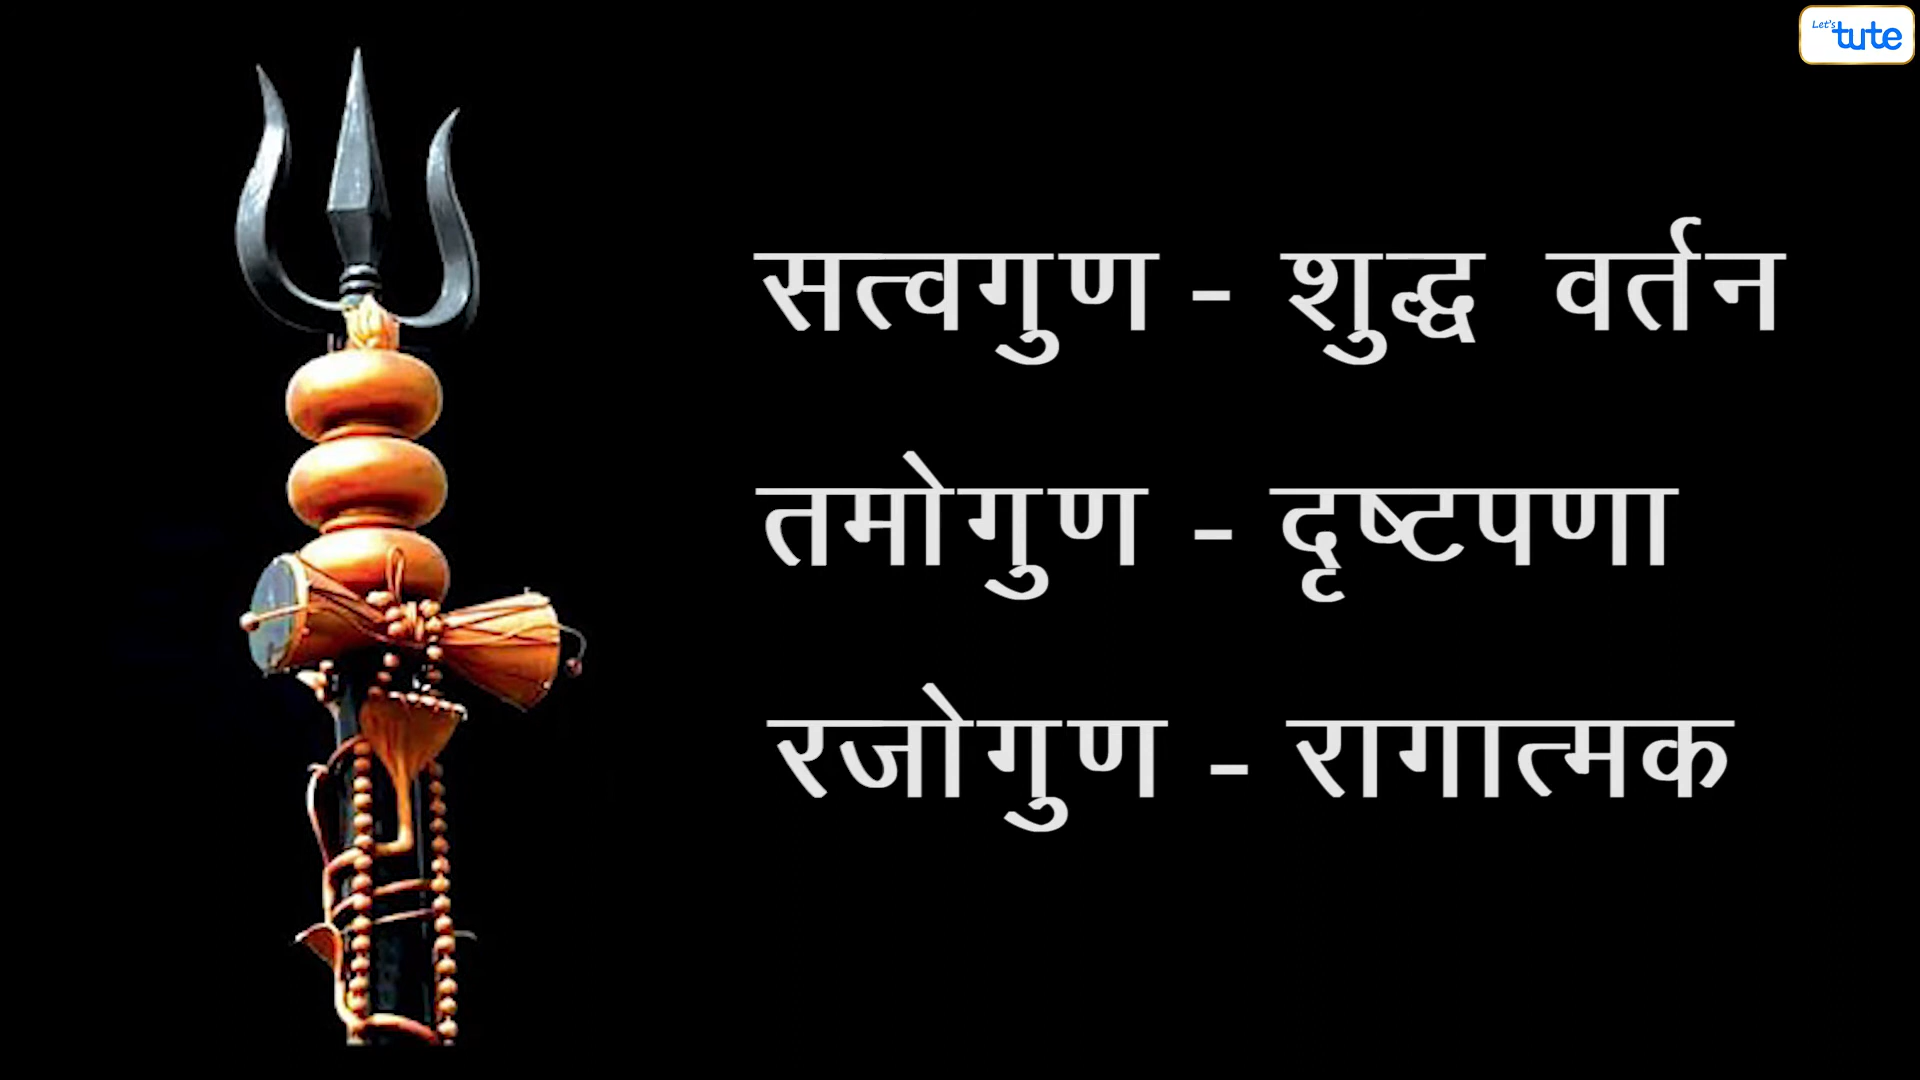 Let's tute
सत्वगुण - शुद्ध वर्तन
तमोगुण - दृष्टपणा
रजोगुण - रागात्मक